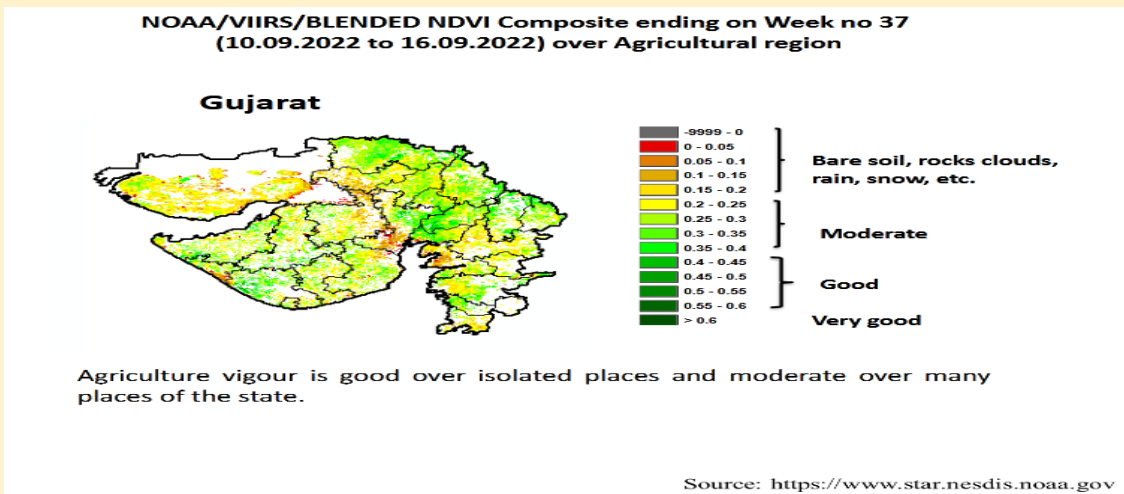 NOAA/VIIRS/BLENDED NDVI Composite ending on Week no 37
(10.09.2022 to 16.09.2022) over Agricultural region
Gujarat
-9999 - 0
0 - 0.05
0.05 - 0.1
0.1 - 0.15
0.15 - 0.2
0.2 - 0.25
0.25 - 0.3
0.3 - 0.35
0.35 - 0.4
0.4 - 0.45
0.45 - 0.5
0.5 - 0.55
0.55 - 0.6
> 0.6
Bare soil, rocks clouds,
rain, snow, etc.
Moderate
Good
Very good
Agriculture vigour is good over isolated places and moderate over many
places of the state.
Source: https://www.star.nesdis.noaa.gov